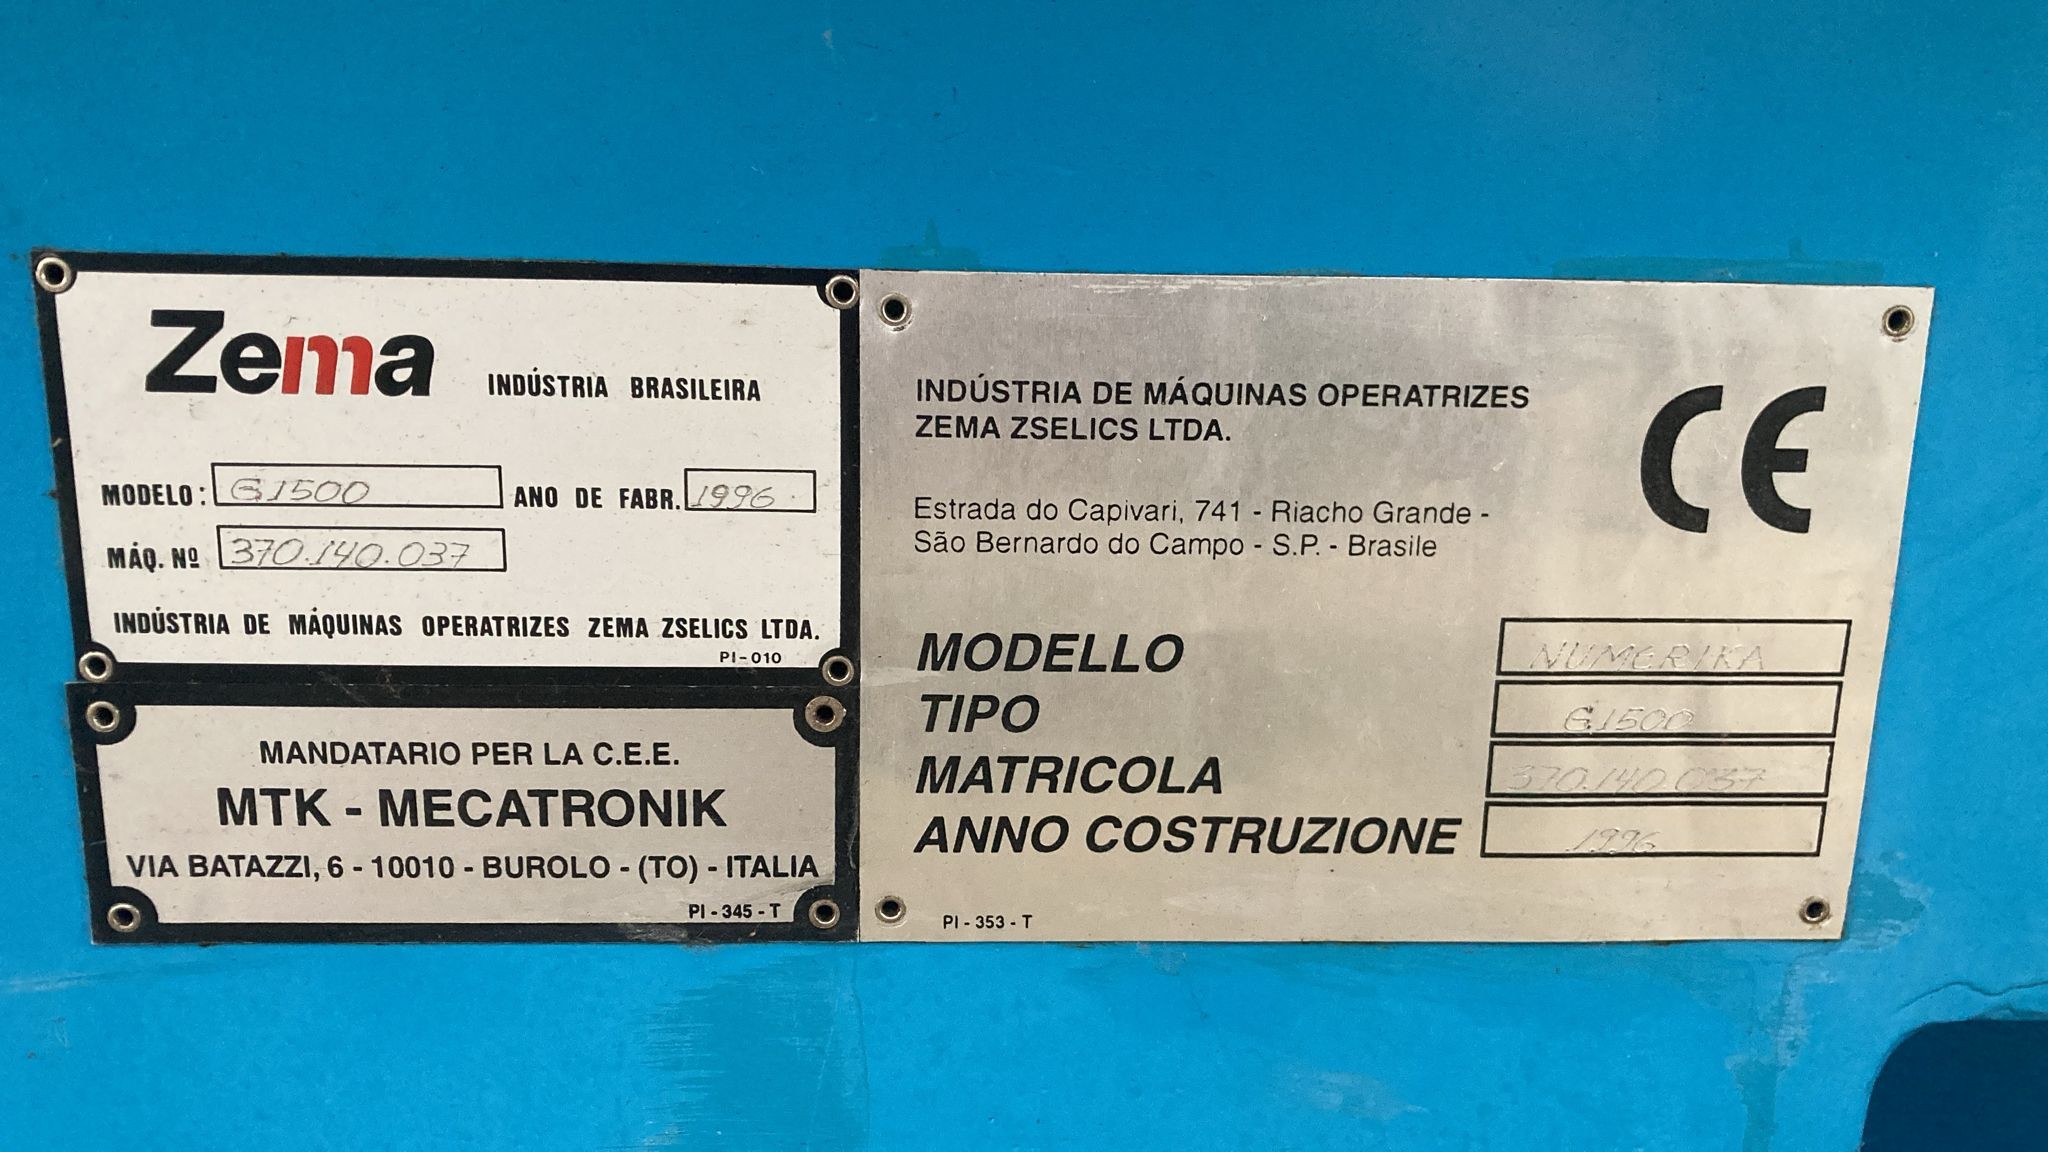 Zema INDÚSTRIA BRASILEIRA
MODELO: G.1500 ANO DE FABR. 1996
MÁQ. Nº 370.140.037
INDÚSTRIA DE MÁQUINAS OPERATRIZES ZEMA ZSELICS LTDA.
PI-010
MANDATARIO PER LA C.E.E.
MTK - MECATRONIK
VIA BATAZZI, 6 - 10010 - BUROLO - (TO) - ITALIA
PI - 345 - T
INDÚSTRIA DE MÁQUINAS OPERATRIZES
ZEMA ZSELICS LTDA.
CE
Estrada do Capivari, 741 - Riacho Grande -
São Bernardo do Campo - S.P. - Brasile
MODELLO NUMERIKA
TIPO G.1500
MATRICOLA 370.140.037
ANNO COSTRUZIONE 1996
PI - 353 - T